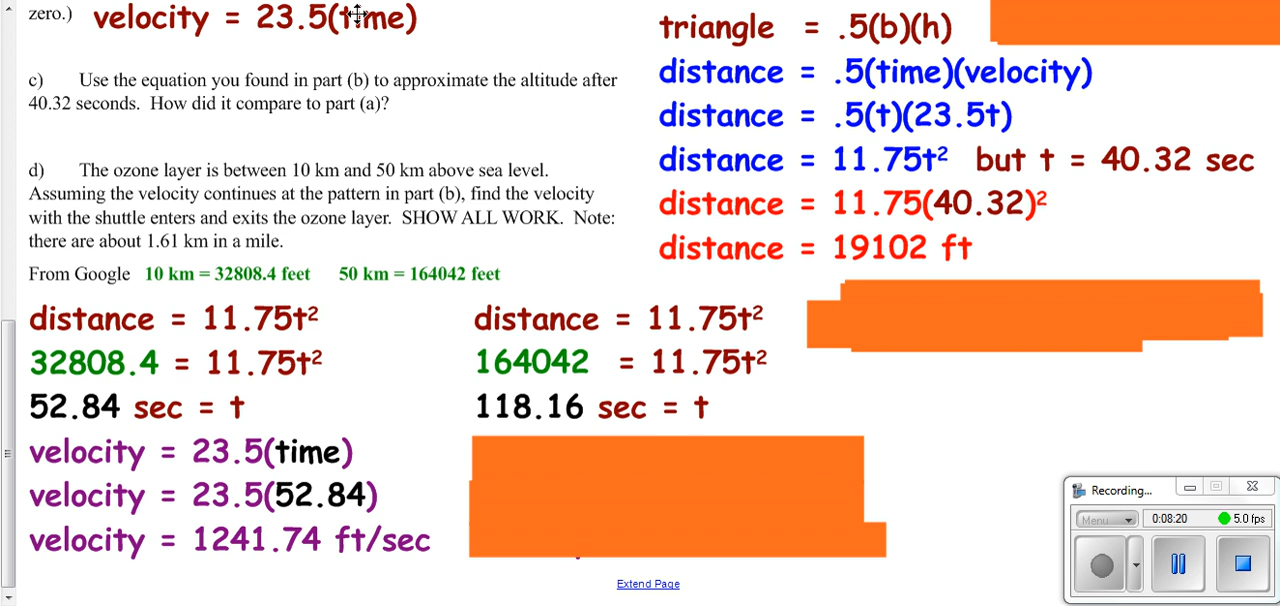 zero.) velocity = 23.5(time)
c) Use the equation you found in part (b) to approximate the altitude after
40.32 seconds. How did it compare to part (a)?
d) The ozone layer is between 10 km and 50 km above sea level.
Assuming the velocity continues at the pattern in part (b), find the velocity
with the shuttle enters and exits the ozone layer. SHOW ALL WORK. Note:
there are about 1.61 km in a mile.
From Google 10 km = 32808.4 feet 50 km = 164042 feet
triangle = .5(b)(h)
distance = .5(time)(velocity)
distance = .5(t)(23.5t)
distance = 11.75t² but t = 40.32 sec
distance = 11.75(40.32)²
distance = 19102 ft
distance = 11.75t²
32808.4 = 11.75t²
52.84 sec = t
velocity = 23.5(time)
velocity = 23.5(52.84)
velocity = 1241.74 ft/sec
distance = 11.75t²
164042 = 11.75t²
118.16 sec = t
Extend Page
Recording...
Menu 0:08:20 5.0 fps